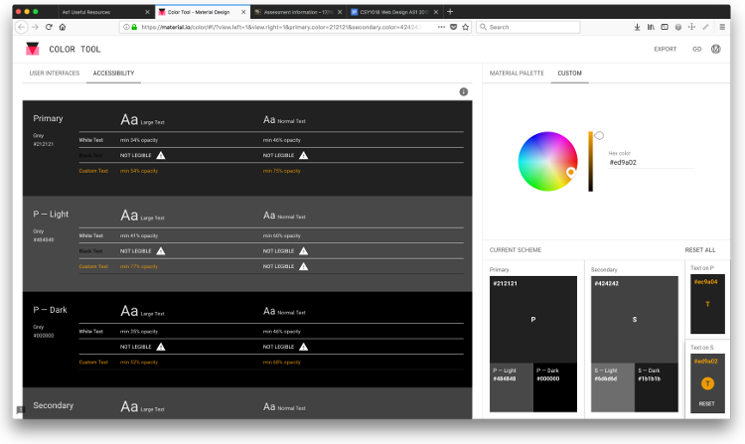 As1 Useful Resources
Color Tool - Material Design
Assessment Information – 17/18
CSY1018 Web Design AS1 20
https://material.io/color/#!/?view.left=1&view.right=1&primary.color=212121&secondary.color=42424
Search
COLOR TOOL
EXPORT
USER INTERFACES
ACCESSIBILITY
MATERIAL PALETTE
CUSTOM
Primary
Aa Large Text
Aa Normal Text
Grey
#212121
White Text
min 34% opacity
min 46% opacity
Black Text
NOT LEGIBLE
NOT LEGIBLE
Custom Text
min 54% opacity
min 75% opacity
P – Light
Aa Large Text
Aa Normal Text
Grey
#484848
White Text
min 41% opacity
min 60% opacity
Black Text
NOT LEGIBLE
NOT LEGIBLE
Custom Text
min 77% opacity
NOT LEGIBLE
P – Dark
Aa Large Text
Aa Normal Text
Grey
#000000
White Text
min 35% opacity
min 46% opacity
NOT LEGIBLE
NOT LEGIBLE
Custom Text
min 52% opacity
min 68% opacity
Secondary
Aa Large Text
Aa Normal Text
Hex color
#ed9a02
CURRENT SCHEME
RESET ALL
Primary
#212121
P
P – Light
#484848
P – Dark
#000000
Secondary
#424242
S
S – Light
#6d6d6d
S – Dark
#1b1b1b
Text on P
#ec9a04
T
Text on S
#ed9a02
T
RESET